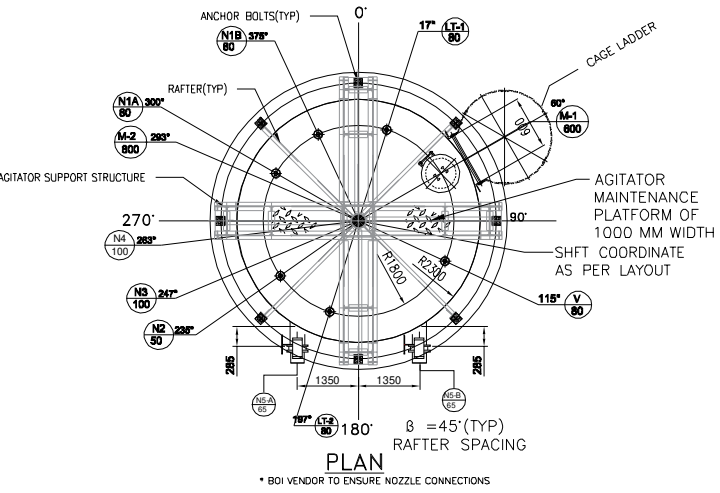 ANCHOR BOLTS(TYP)
0°
N1B
80
375°
17°
LT-1
80
CAGE LADDER
RAFTER(TYP)
N1A
80
300°
60°
M-1
600
600
M-2
800
293°
AGITATOR SUPPORT STRUCTURE
AGITATOR
MAINTENANCE
PLATFORM OF
1000 MM WIDTH
270°
90°
N4
100
263°
SHFT COORDINATE
AS PER LAYOUT
R1800
R2300
N3
100
247°
115°
V
80
N2
50
235°
285
285
1350
1350
N5-A
65
N5-B
65
197°
LT-2
80
180°
β =45°(TYP)
RAFTER SPACING
PLAN
* BOI VENDOR TO ENSURE NOZZLE CONNECTIONS